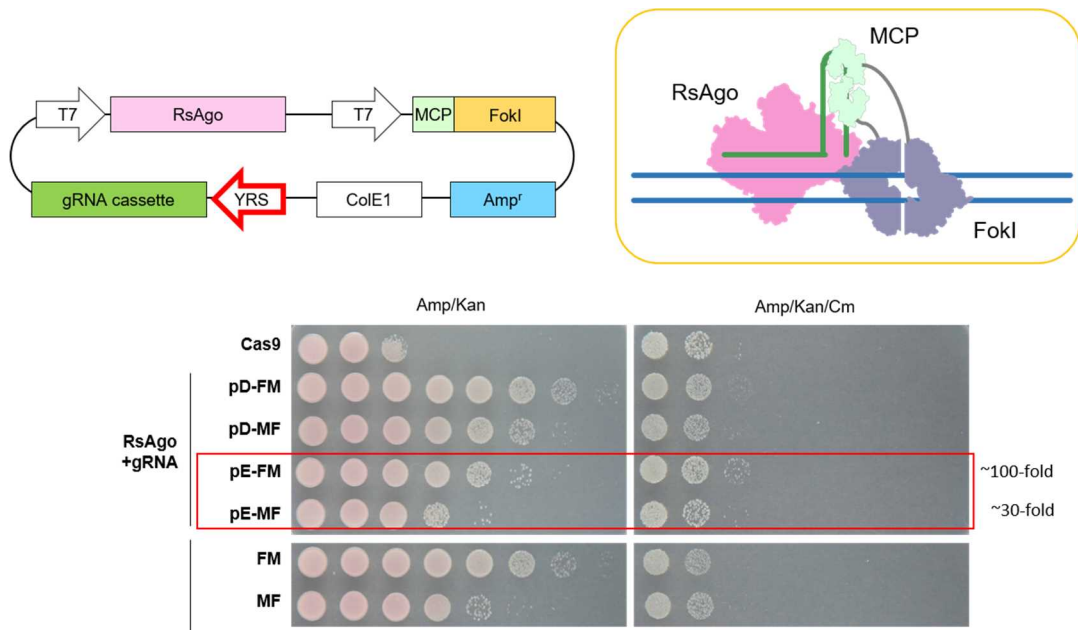 T7
RsAgo
T7
MCP
FokI
gRNA cassette
YRS
ColE1
Ampʳ
MCP
RsAgo
FokI
Amp/Kan
Amp/Kan/Cm
Cas9
pD-FM
pD-MF
RsAgo
+gRNA
pE-FM
~100-fold
pE-MF
~30-fold
FM
MF